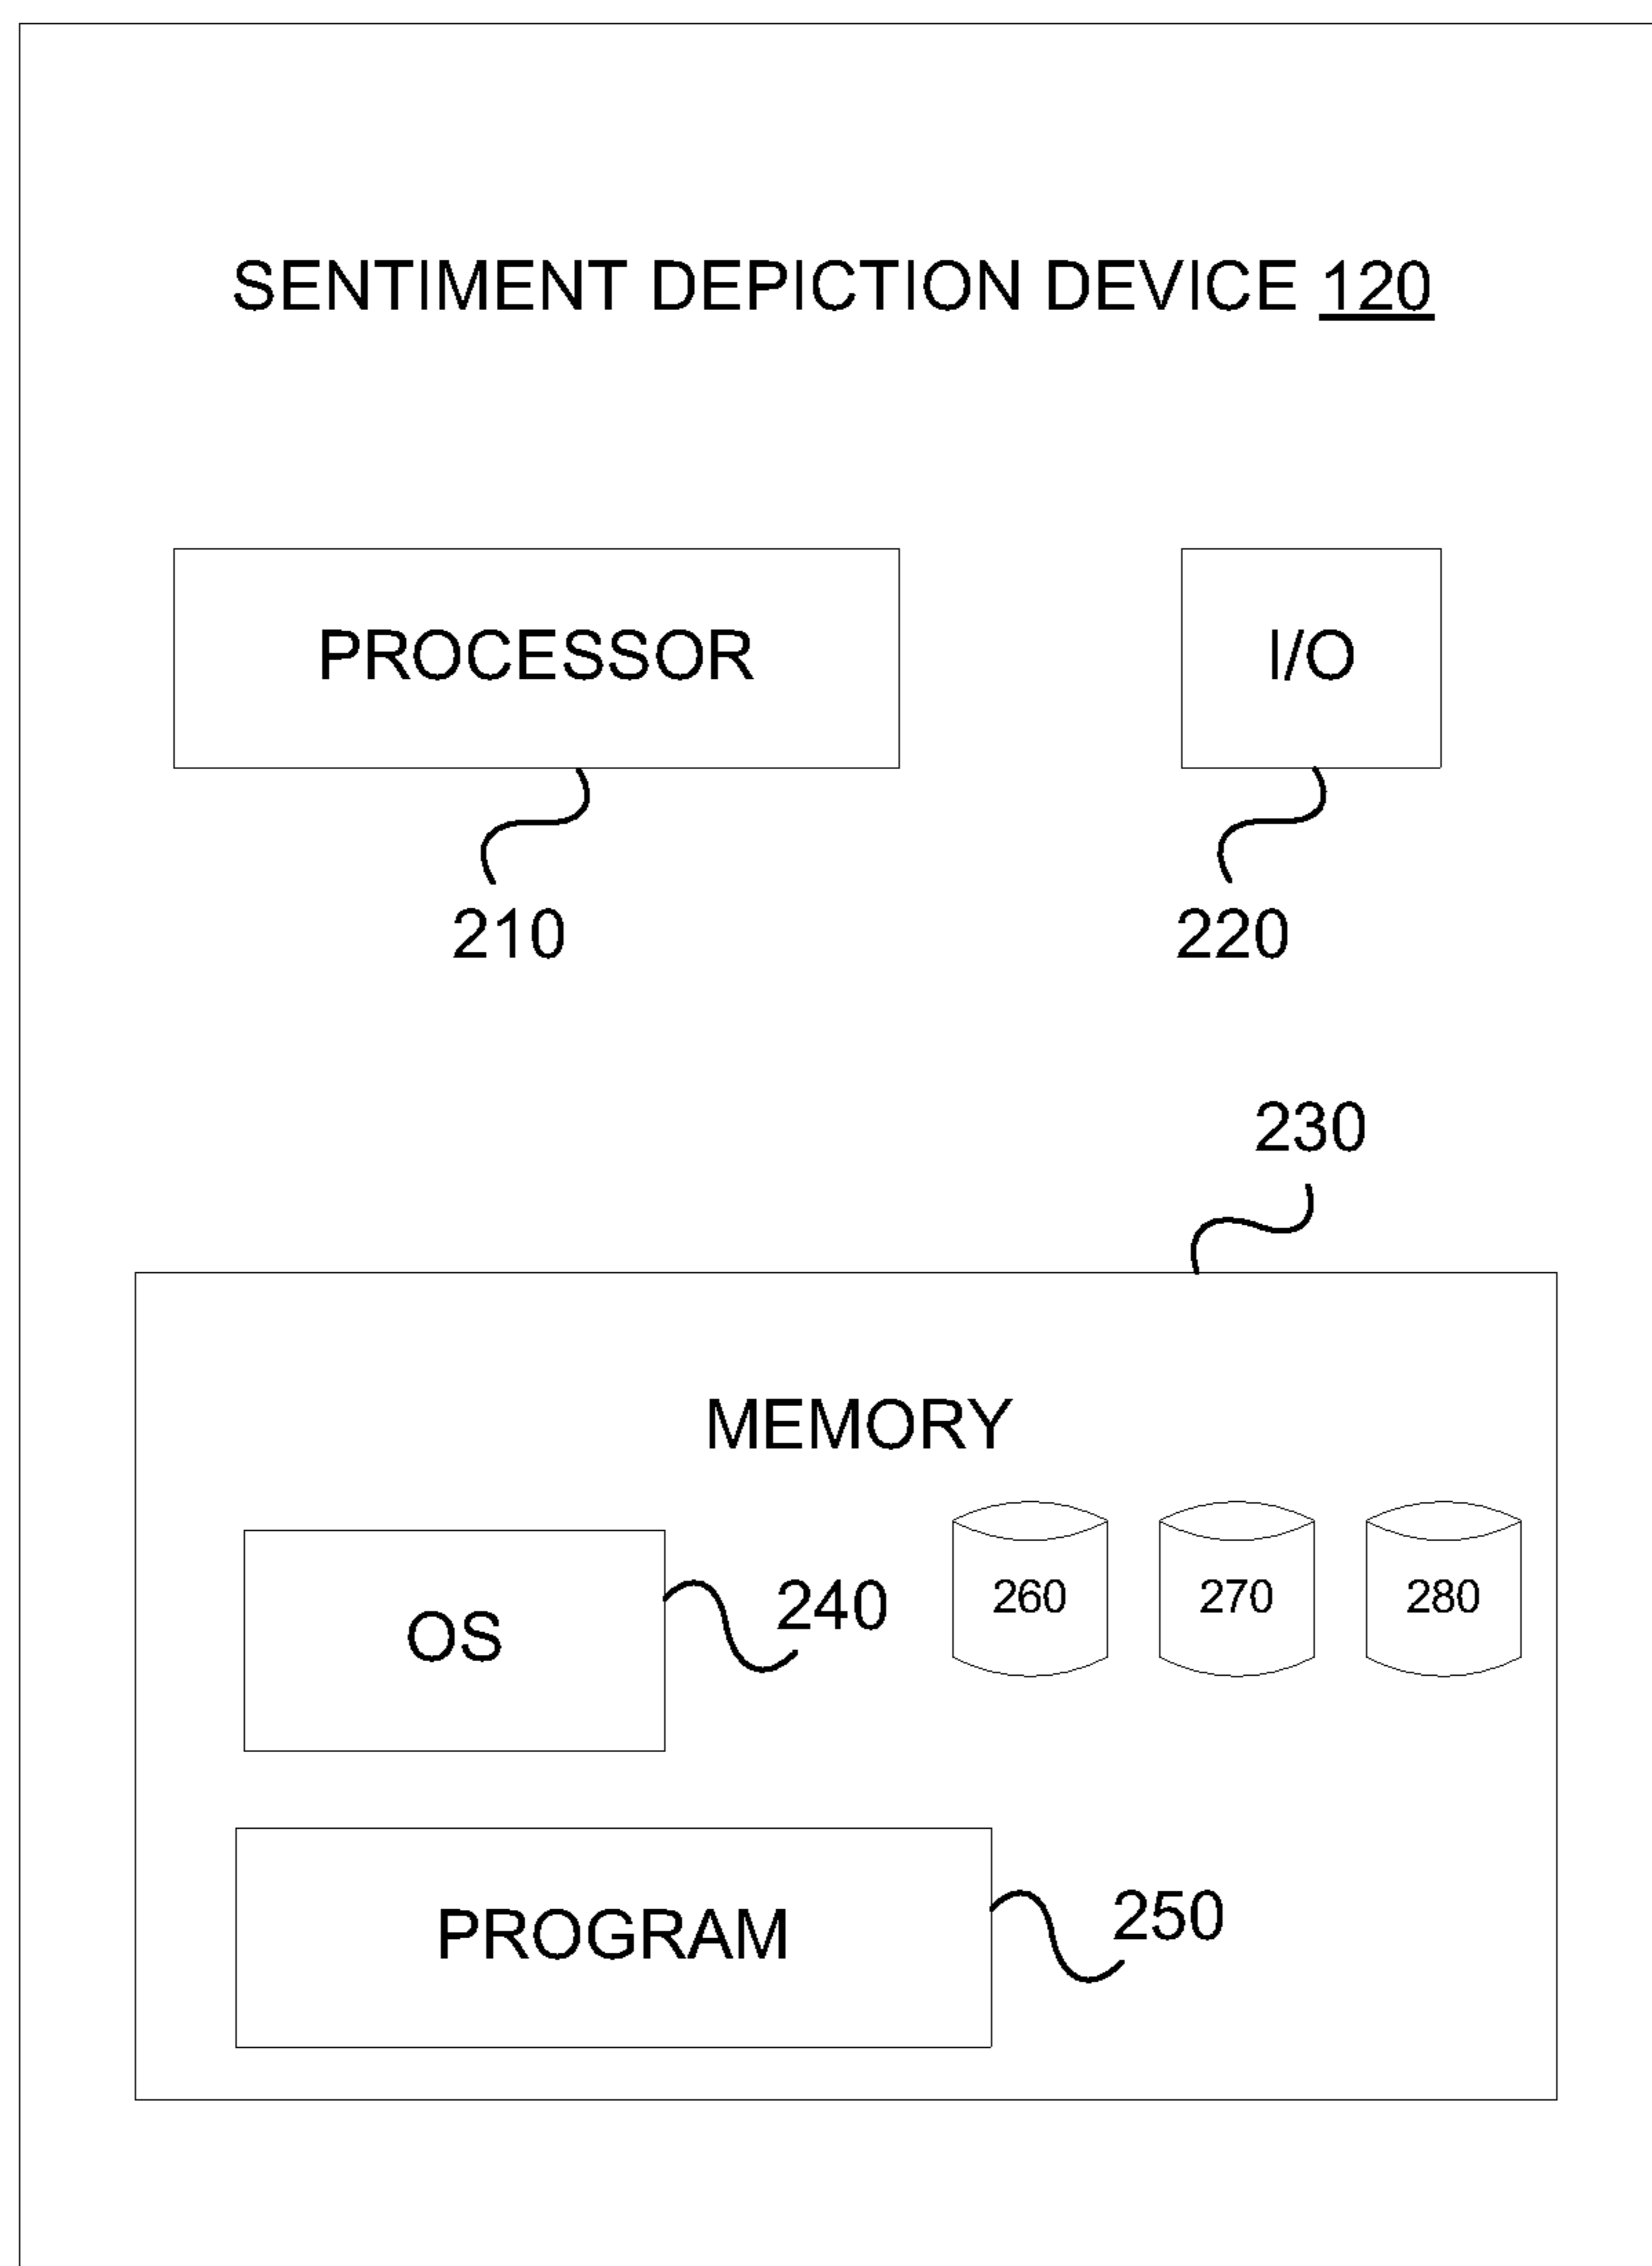 SENTIMENT DEPICTION DEVICE 120
PROCESSOR
I/O
210
220
230
MEMORY
OS
240
260
270
280
PROGRAM
250